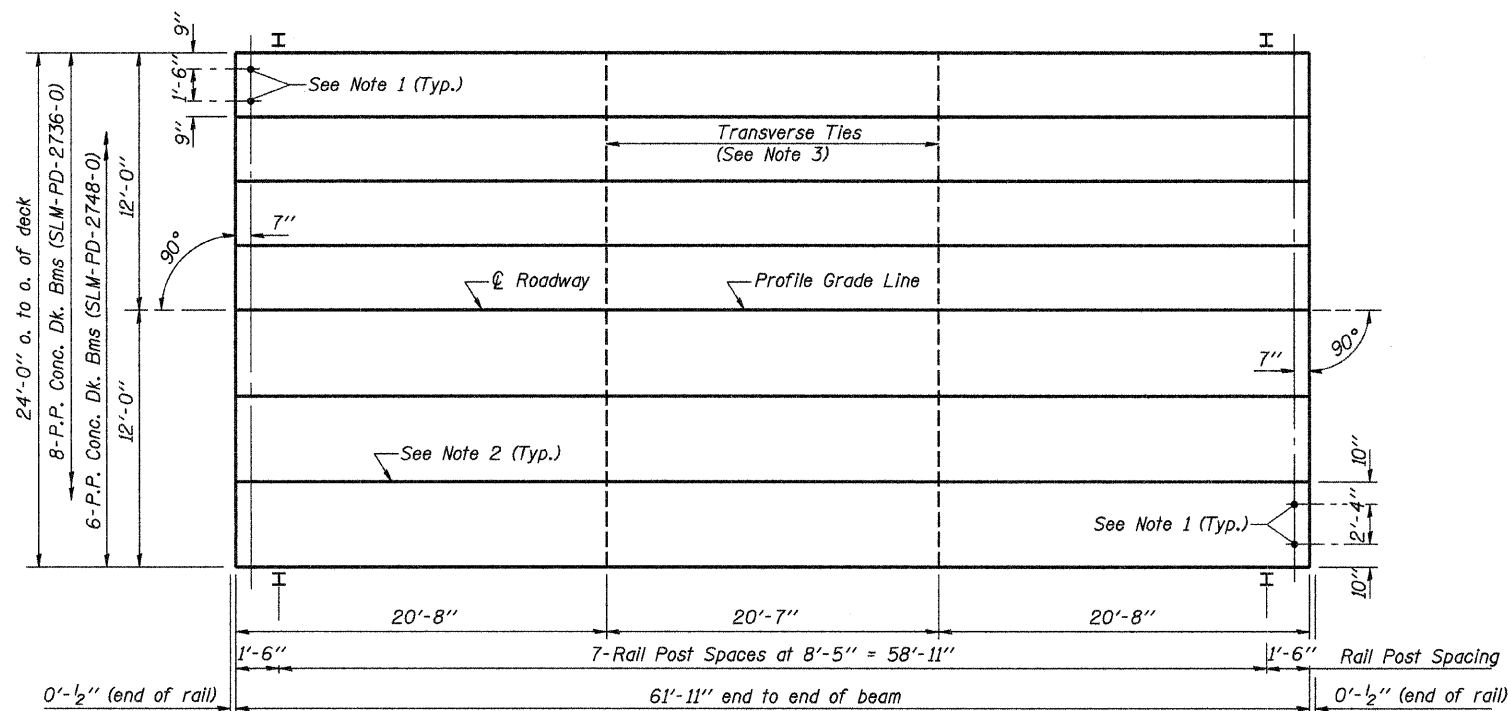 9"
1'-6"
9"
See Note 1 (Typ.)
Transverse Ties
(See Note 3)
24'-0" o. to o. of deck
8-P.P. Conc. Dk. Bms (SLM-PD-2736-0)
6-P.P. Conc. Dk. Bms (SLM-PD-2748-0)
12'-0"
12'-0"
90°
7"
℄ Roadway
Profile Grade Line
7"
90°
See Note 2 (Typ.)
See Note 1 (Typ.)
10"
2'-4"
10"
20'-8"
20'-7"
20'-8"
1'-6"
7-Rail Post Spaces at 8'-5" = 58'-11"
1'-6"
Rail Post Spacing
0'-½" (end of rail)
61'-11" end to end of beam
0'-½" (end of rail)